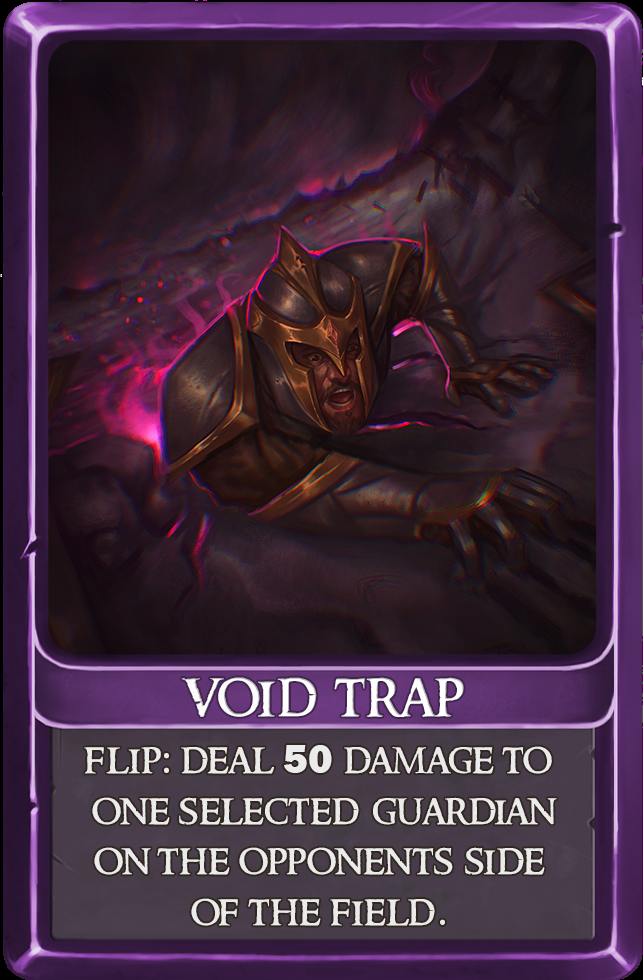 VOID TRAP
FLIP: DEAL 50 DAMAGE TO
ONE SELECTED GUARDIAN
ON THE OPPONENTS SIDE
OF THE FIELD.